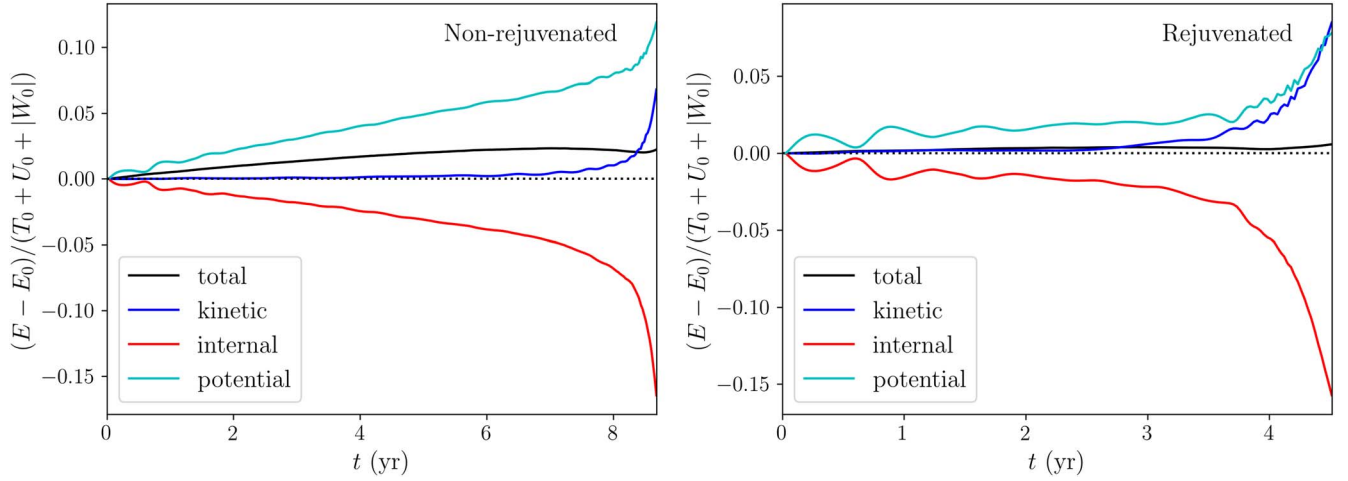 (E − E₀)/(T₀ + U₀ + |W₀|)
Non-rejuvenated
0.10
0.05
0.00
−0.05
−0.10
−0.15
total
kinetic
internal
potential
0 2 4 6 8
t (yr)
(E − E₀)/(T₀ + U₀ + |W₀|)
Rejuvenated
0.05
0.00
−0.05
−0.10
−0.15
total
kinetic
internal
potential
0 1 2 3 4
t (yr)